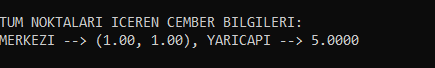 TUM NOKTALARI ICEREN CEMBER BILGILERI:
MERKEZI --> (1.00, 1.00), YARICAPI --> 5.0000